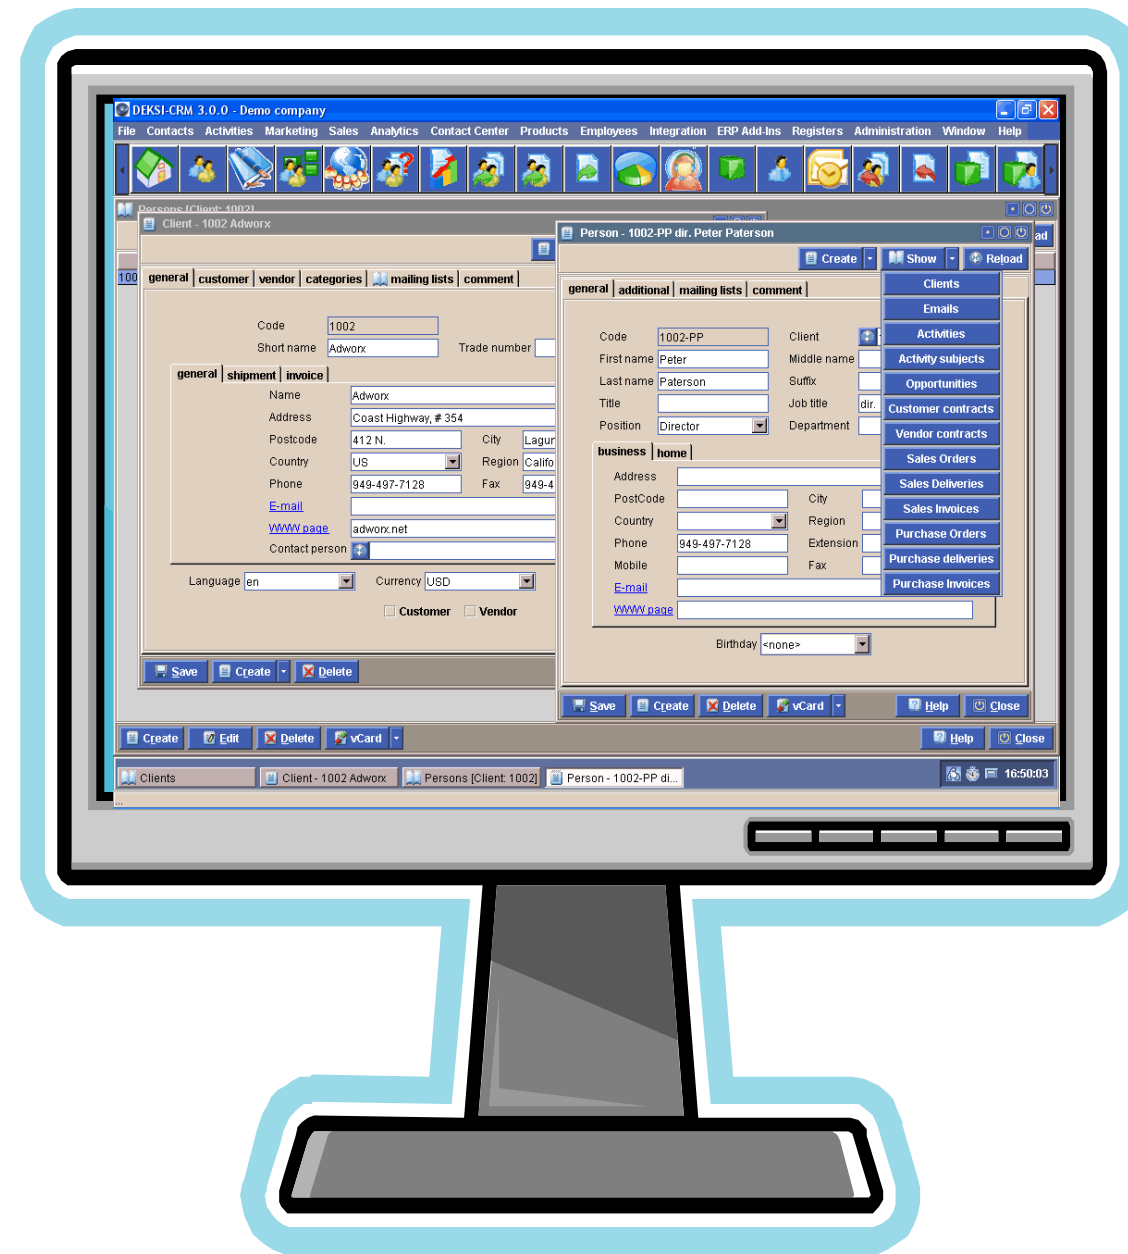 DEKSI-CRM 3.0.0 - Demo company
File Contacts Activities Marketing Sales Analytics Contact Center Products Employees Integration ERP Add-Ins Registers Administration Window Help
Persons [Client: 1002]
Client - 1002 Adworx
general customer vendor categories mailing lists comment
Code 1002
Short name Adworx Trade number
general shipment invoice
Name Adworx
Address Coast Highway, # 354
Postcode 412 N. City
Country US Region
Phone 949-497-7128 Fax
E-mail
WWW page adworx.net
Contact person
Language en Currency USD
Customer Vendor
Save Create Delete
Person - 1002-PP dir. Peter Paterson
Create Show Reload
general additional mailing lists comment
Code 1002-PP Client
First name Peter Middle name
Last name Paterson Suffix
Title Job title dir.
Position Director Department
business home
Address
PostCode City
Country Region
Phone 949-497-7128 Extension
Mobile Fax
E-mail
WWW page
Birthday <none>
Clients
Emails
Activities
Activity subjects
Opportunities
Customer contracts
Vendor contracts
Sales Orders
Sales Deliveries
Sales Invoices
Purchase Orders
Purchase deliveries
Purchase Invoices
Save Create Delete vCard Help Close
Create Edit Delete vCard Help Close
Clients Client - 1002 Adworx Persons [Client: 1002] Person - 1002-PP di... 16:50:03
...